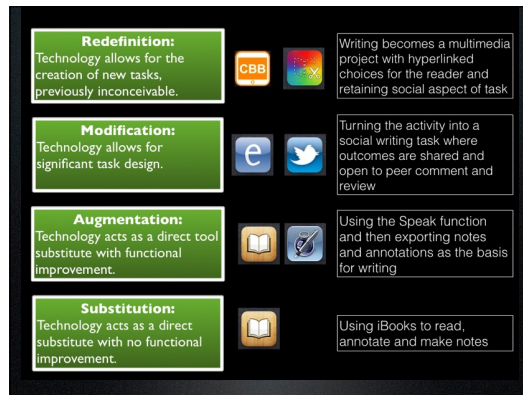 Redefinition:
Technology allows for the
creation of new tasks,
previously inconceivable.
CBB
Writing becomes a multimedia
project with hyperlinked
choices for the reader and
retaining social aspect of task
Modification:
Technology allows for
significant task design.
e
Turning the activity into a
social writing task where
outcomes are shared and
open to peer comment and
review
Augmentation:
Technology acts as a direct tool
substitute with functional
improvement.
Using the Speak function
and then exporting notes
and annotations as the basis
for writing
Substitution:
Technology acts as a direct
substitute with no functional
improvement.
Using iBooks to read,
annotate and make notes